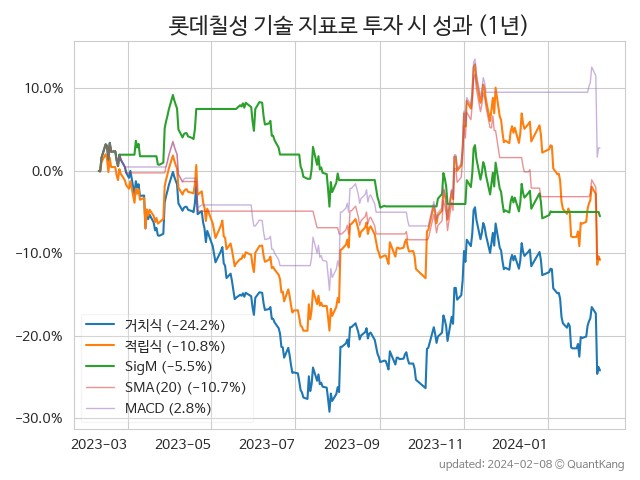 롯데칠성 기술 지표로 투자 시 성과 (1년)
10.0%
0.0%
−10.0%
−20.0%
−30.0%
거치식 (−24.2%)
적립식 (−10.8%)
SigM (−5.5%)
SMA(20) (−10.7%)
MACD (2.8%)
2023-03 2023-05 2023-07 2023-09 2023-11 2024-01
updated: 2024-02-08 © QuantKang